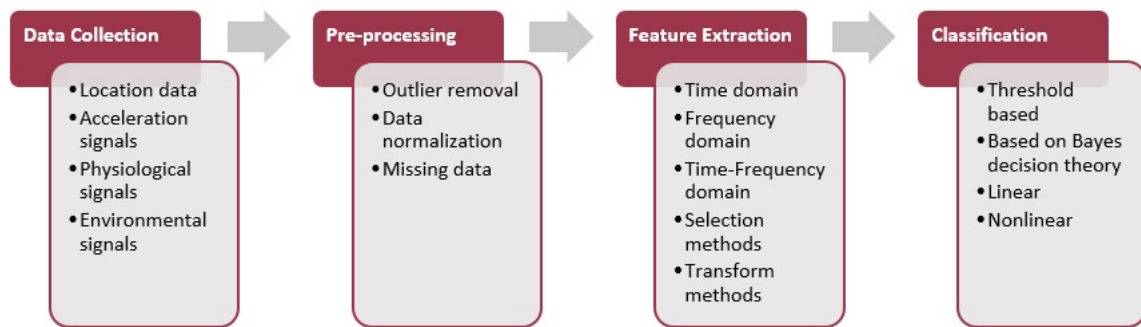 Data Collection
•Location data
•Acceleration
signals
•Physiological
signals
•Environmental
signals
Pre-processing
•Outlier removal
•Data
normalization
•Missing data
Feature Extraction
•Time domain
•Frequency
domain
•Time-Frequency
domain
•Selection
methods
•Transform
methods
Classification
•Threshold
based
•Based on Bayes
decision theory
•Linear
•Nonlinear